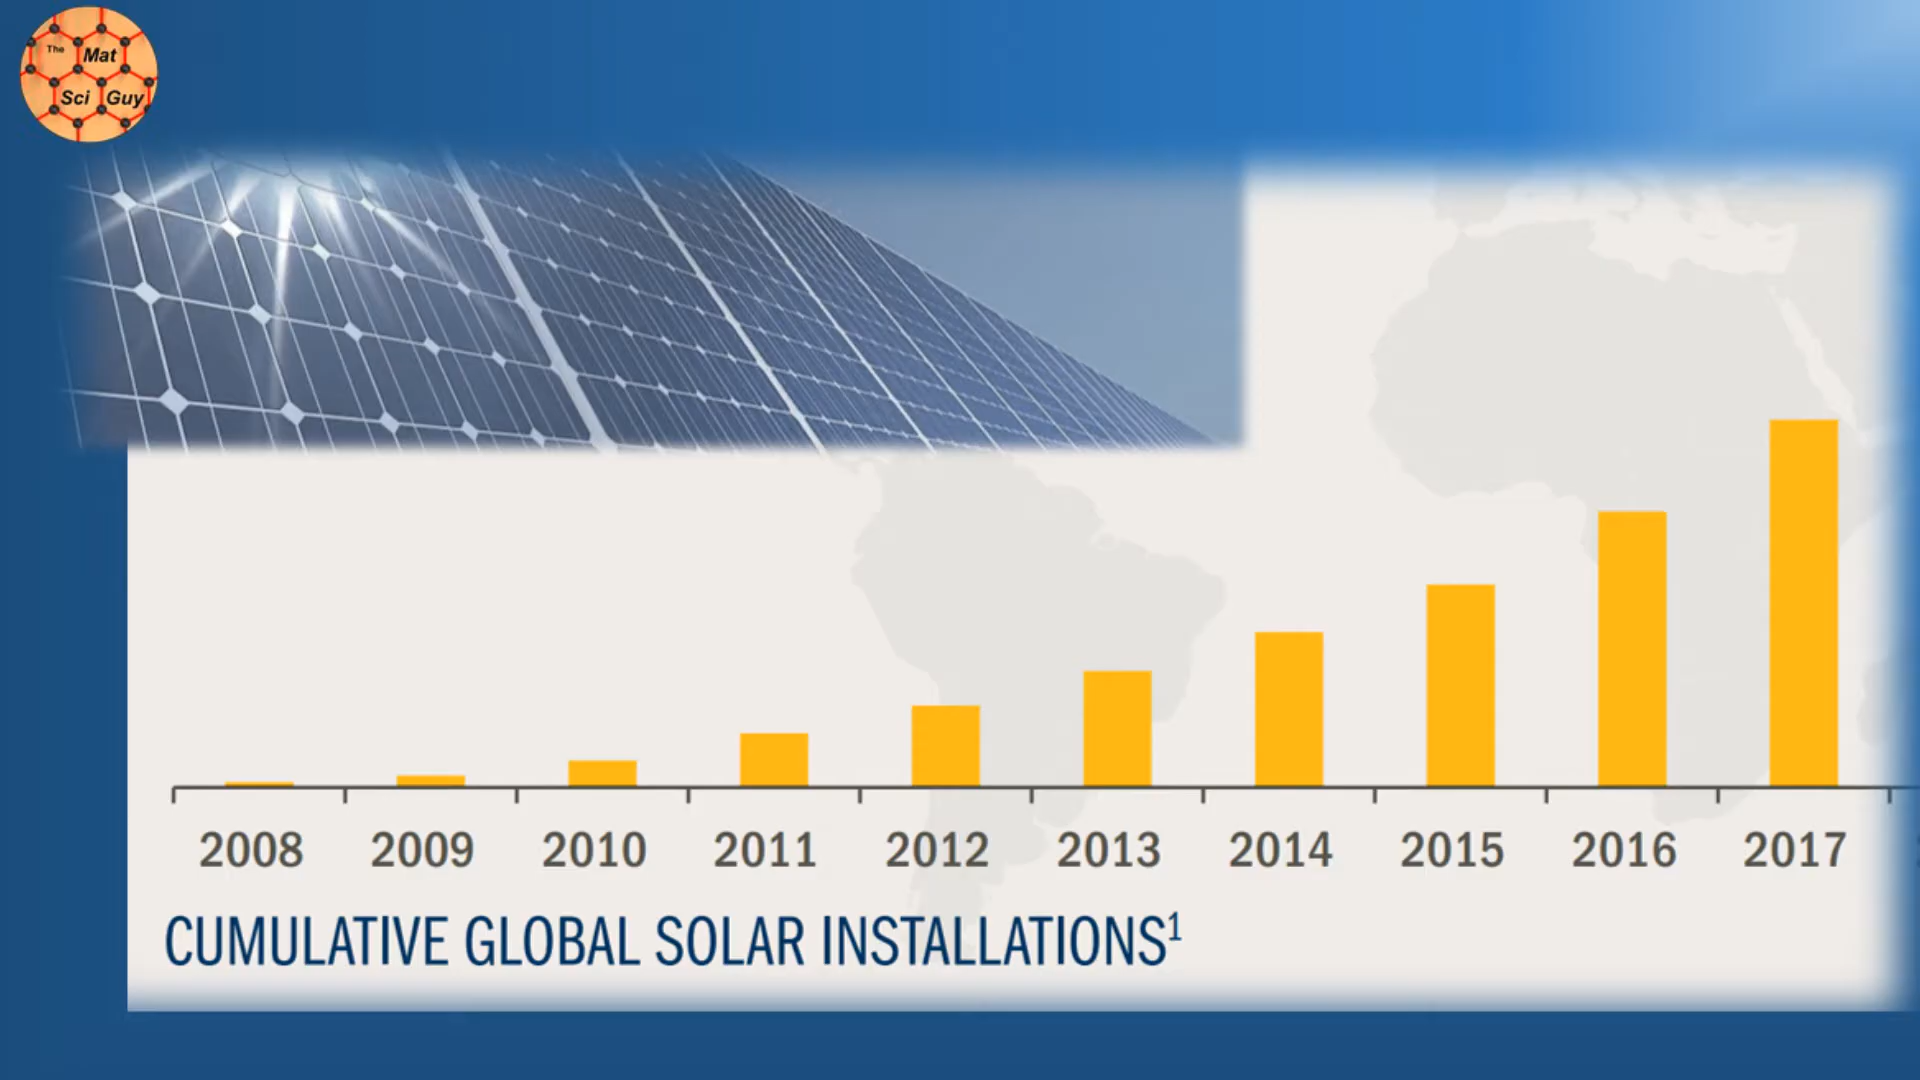 The Mat
Sci Guy
2008 2009 2010 2011 2012 2013 2014 2015 2016 2017
CUMULATIVE GLOBAL SOLAR INSTALLATIONS¹